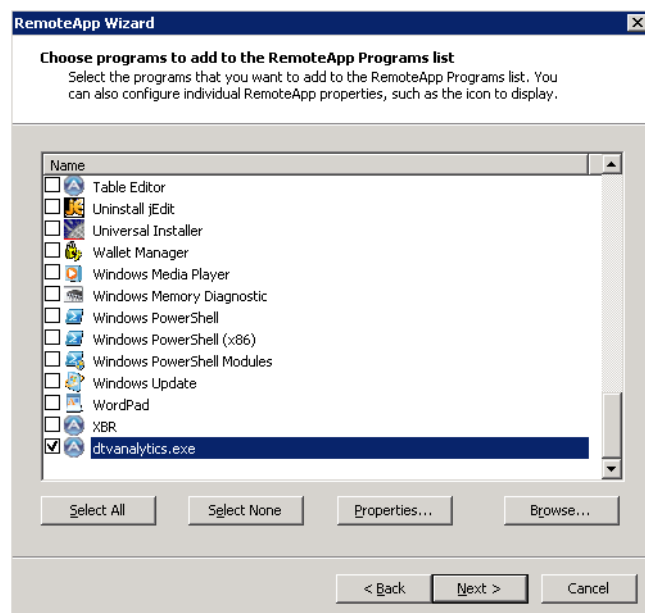 RemoteApp Wizard
Choose programs to add to the RemoteApp Programs list
Select the programs that you want to add to the RemoteApp Programs list. You
can also configure individual RemoteApp properties, such as the icon to display.
Name
Table Editor
Uninstall jEdit
Universal Installer
Wallet Manager
Windows Media Player
Windows Memory Diagnostic
Windows PowerShell
Windows PowerShell (x86)
Windows PowerShell Modules
Windows Update
WordPad
XBR
dtvanalytics.exe
Select All Select None Properties... Browse...
< Back Next > Cancel